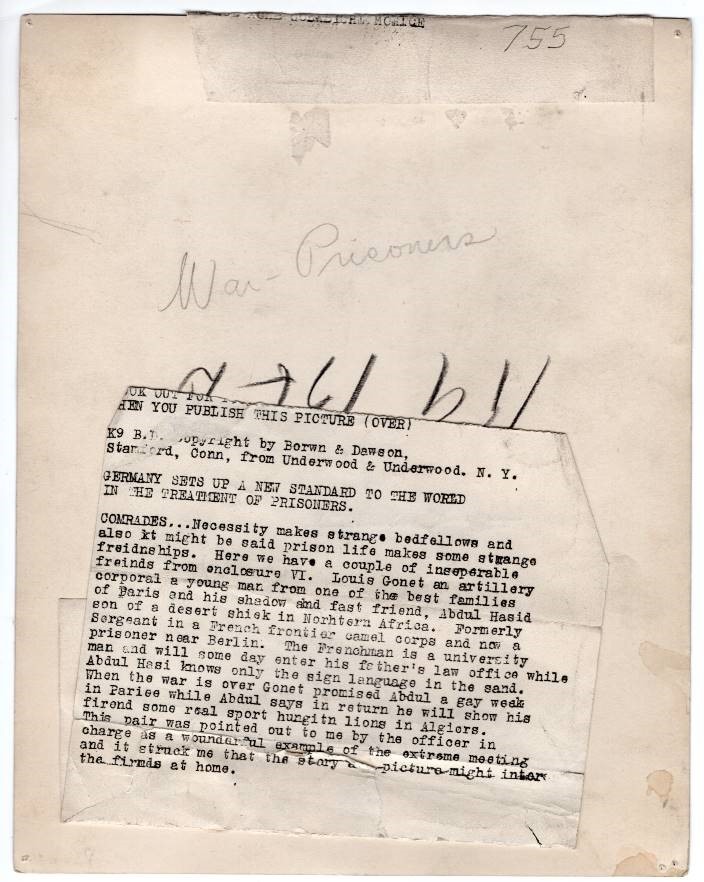 755
War-Prisoners
HEN YOU PUBLISH THIS PICTURE (OVER)
K9 B.D. opyright by Borwn & Dawson,
Stamford, Conn, from Underwood & Underwood. N. Y.
GERMANY SETS UP A NEW STANDARD TO THE WORLD
IN THE TREATMENT OF PRISONERS.
COMRADES...Necessity makes strange bedfellows and
also it might be said prison life makes some strange
freidnships. Here we have a couple of inseperable
freinds from enclosure VI. Louis Gonet an artillery
corporal a young man from one of the best families
of Paris and his shadow and fast friend, Abdul Hasid
son of a desert shiek in Norhtern Africa. Formerly
Sergeant in a French frontier camel corps and now a
prisoner near Berlin. The Frenchman is a university
man and will some day enter his father's law office while
Abdul Hasi knows only the sign language in the sand.
When the war is over Gonet promised Abdul a gay week
in Pariee while Abdul says in return he will show his
firend some real sport hungitn lions in Algiers.
This pair was pointed out to me by the officer in
charge as a wounderful example of the extreme meeting
and it struck me that the story a picture might inter
tha firmds at home.